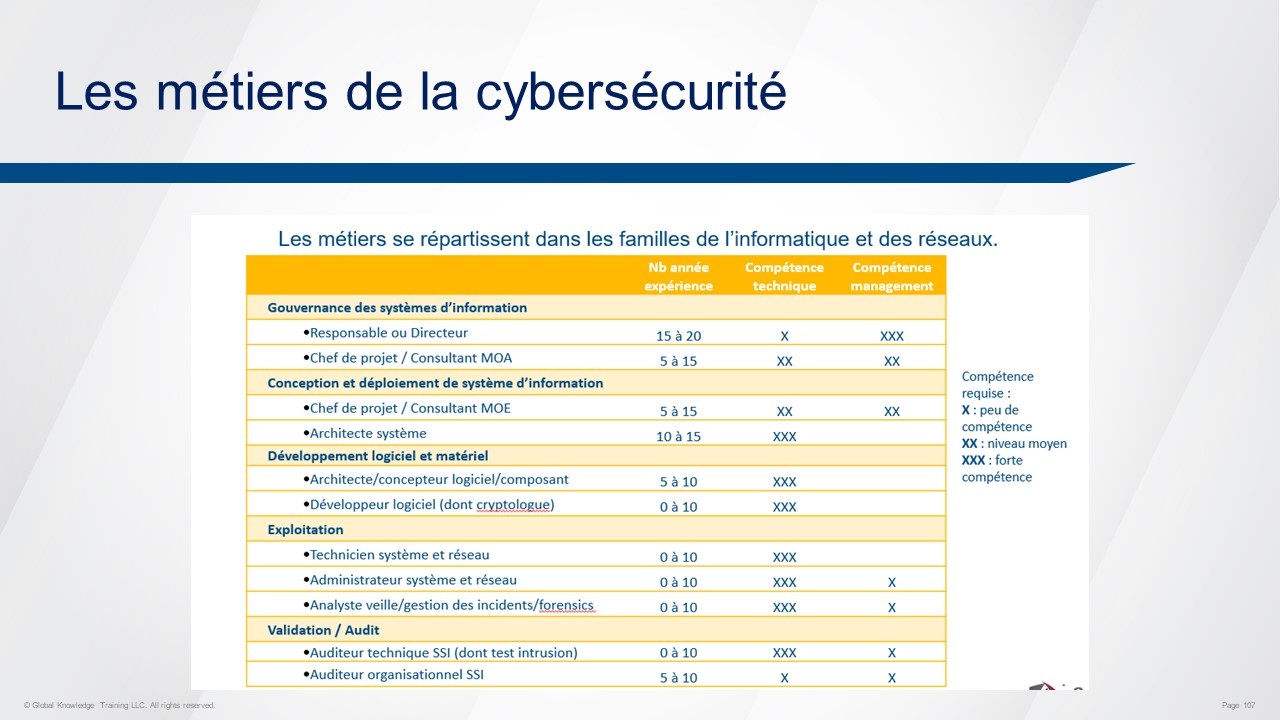 Les métiers de la cybersécurité
Les métiers se répartissent dans les familles de l'informatique et des réseaux.
Nb année expérience Compétence technique Compétence management
Gouvernance des systèmes d'information
•Responsable ou Directeur 15 à 20 X XXX
•Chef de projet / Consultant MOA 5 à 15 XX XX
Conception et déploiement de système d'information
•Chef de projet / Consultant MOE 5 à 15 XX XX
•Architecte système 10 à 15 XXX
Développement logiciel et matériel
•Architecte/concepteur logiciel/composant 5 à 10 XXX
•Développeur logiciel (dont cryptologue) 0 à 10 XXX
Exploitation
•Technicien système et réseau 0 à 10 XXX
•Administrateur système et réseau 0 à 10 XXX X
•Analyste veille/gestion des incidents/forensics 0 à 10 XXX X
Validation / Audit
•Auditeur technique SSI (dont test intrusion) 0 à 10 XXX X
•Auditeur organisationnel SSI 5 à 10 X X
Compétence
requise :
X : peu de
compétence
XX : niveau moyen
XXX : forte
compétence
© Global Knowledge Training LLC. All rights reserved.
Page 107